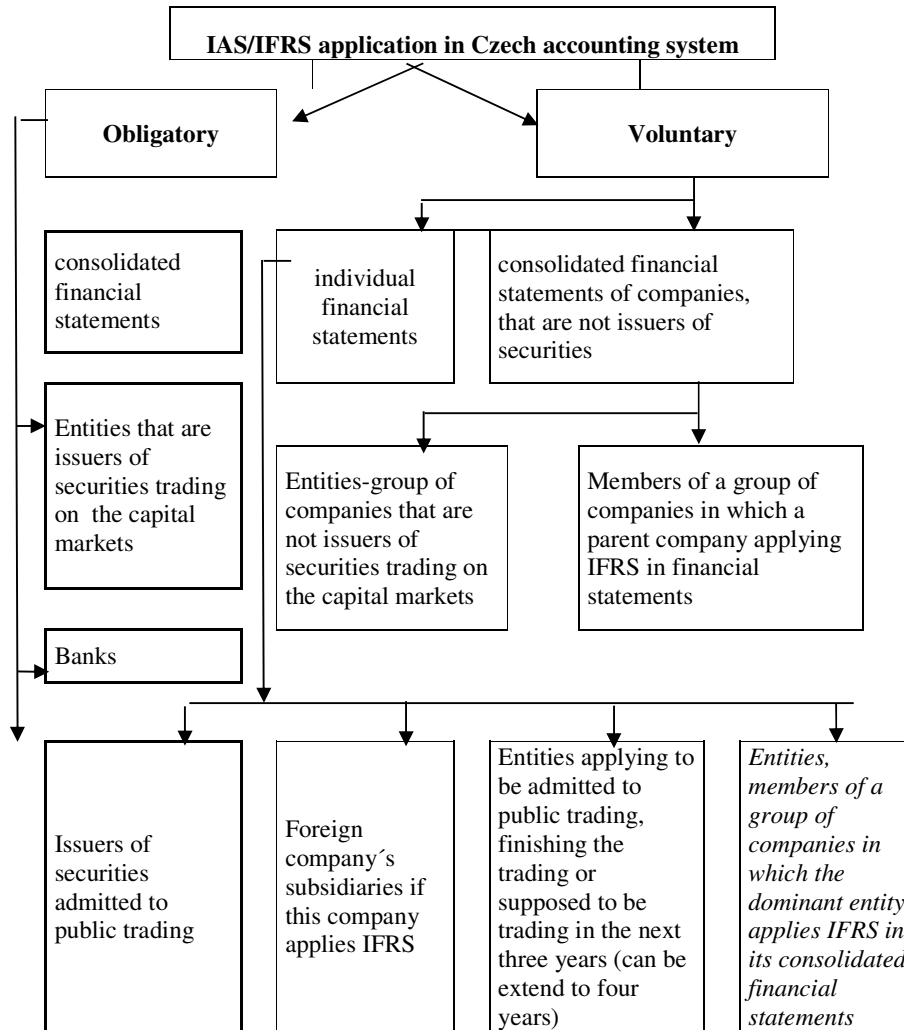 IAS/IFRS application in Czech accounting system
Obligatory
Voluntary
consolidated
financial
statements
individual
financial
statements
consolidated financial
statements of companies,
that are not issuers of
securities
Entities that are
issuers of
securities trading
on the capital
markets
Entities-group of
companies that are
not issuers of
securities trading on
the capital markets
Members of a group of
companies in which a
parent company applying
IFRS in financial
statements
Banks
Issuers of
securities
admitted to
public trading
Foreign
company´s
subsidiaries if
this company
applies IFRS
Entities applying to
be admitted to
public trading,
finishing the
trading or
supposed to be
trading in the next
three years (can be
extend to four
years)
Entities,
members of a
group of
companies in
which the
dominant entity
applies IFRS in
its consolidated
financial
statements